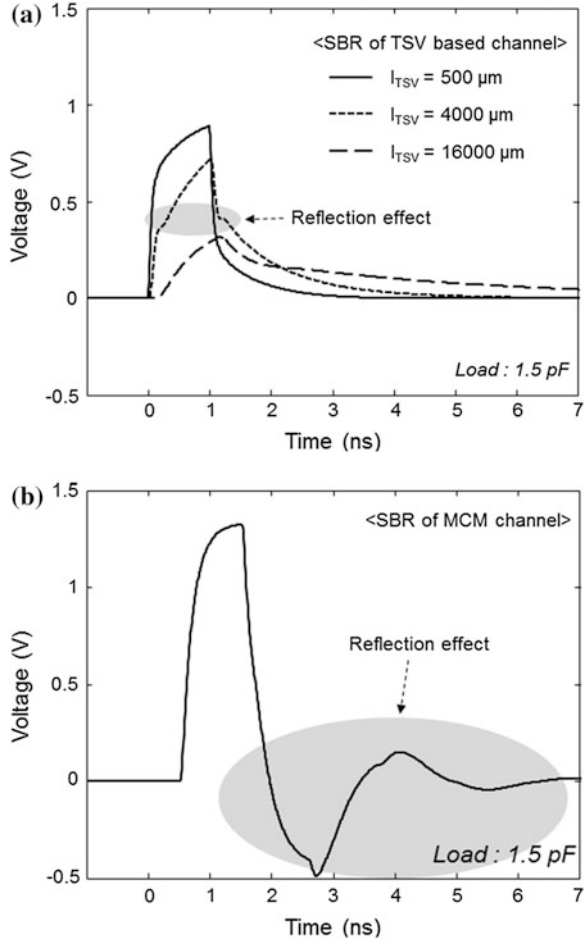 (a)
<SBR of TSV based channel>
l_TSV = 500 μm
l_TSV = 4000 μm
l_TSV = 16000 μm
Reflection effect
Load : 1.5 pF
Voltage (V)
1.5
1
0.5
0
-0.5
0 1 2 3 4 5 6 7
Time (ns)
(b)
<SBR of MCM channel>
Reflection effect
Load : 1.5 pF
Voltage (V)
1.5
1
0.5
0
-0.5
0 1 2 3 4 5 6 7
Time (ns)